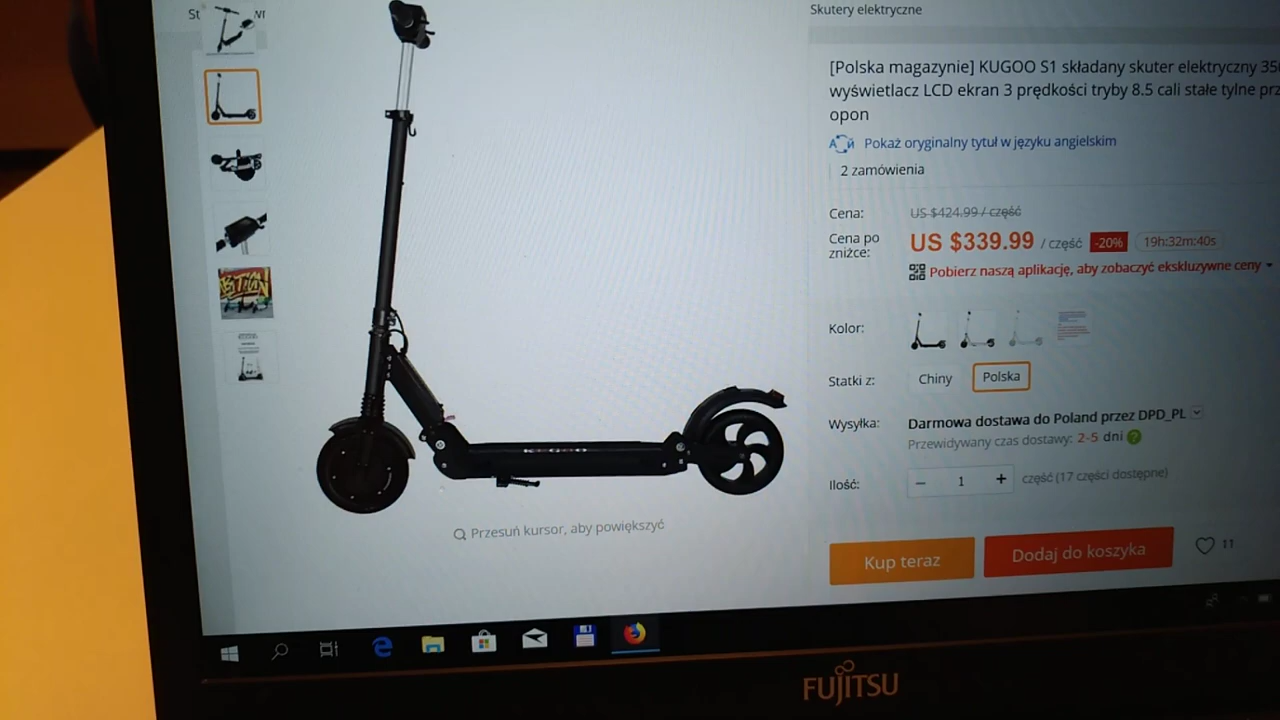 Skutery elektryczne
[Polska magazynie] KUGOO S1 składany skuter elektryczny
wyświetlacz LCD ekran 3 prędkości tryby 8.5 cali stałe tylne
opon
Pokaż oryginalny tytuł w języku angielskim
2 zamówienia
Cena: US $424.99 / część
Cena po zniżce: US $339.99 / część -20% 19h:32m:40s
Pobierz naszą aplikację, aby zobaczyć ekskluzywne ceny
Kolor:
Statki z: Chiny Polska
Wysyłka: Darmowa dostawa do Poland przez DPD_PL
Przewidywany czas dostawy: 2-5 dni ?
Ilość: − 1 + część (17 części dostępne)
KUGOO
Przesuń kursor, aby powiększyć
Kup teraz Dodaj do koszyka 11
FUJITSU